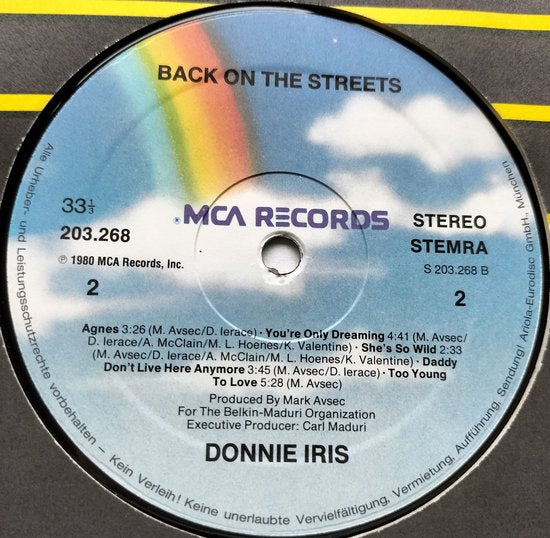 BACK ON THE STREETS
33 1/3
203.268
℗ 1980 MCA Records, Inc.
2
® MCA RECORDS
STEREO
STEMRA
S 203.268 B
2
Agnes 3:26 (M. Avsec/D. Ierace) · You're Only Dreaming 4:41 (M. Avsec/
D. Ierace/A. McClain/M. L. Hoenes/K. Valentine) · She's So Wild 2:33
(M. Avsec/D. Ierace/A. McClain/M. L. Hoenes/K. Valentine) · Daddy
Don't Live Here Anymore 3:45 (M. Avsec/D. Ierace) · Too Young
To Love 5:28 (M. Avsec)
Produced By Mark Avsec
For The Belkin-Maduri Organization
Executive Producer: Carl Maduri
DONNIE IRIS
Alle Urheber- und Leistungsschutzrechte vorbehalten – Kein Verleih! Keine unerlaubte Vervielfältigung, Vermietung, Aufführung, Sendung! Ariola-Eurodisc GmbH., München